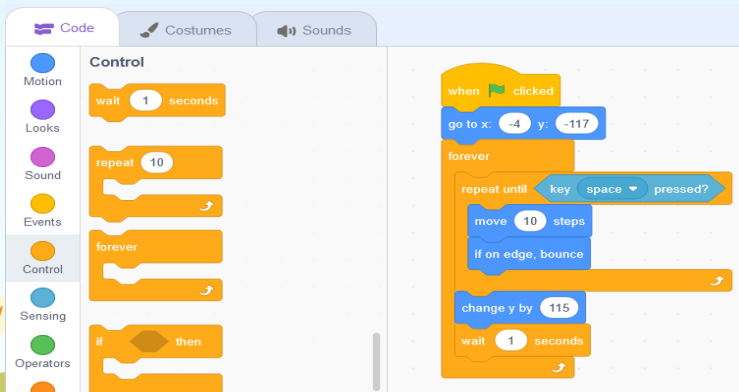 Code
Costumes
Sounds
Motion
Looks
Sound
Events
Control
Sensing
Operators
Control
wait 1 seconds
repeat 10
forever
if then
when clicked
go to x: -4 y: -117
forever
repeat until key space pressed?
move 10 steps
if on edge, bounce
change y by 115
wait 1 seconds